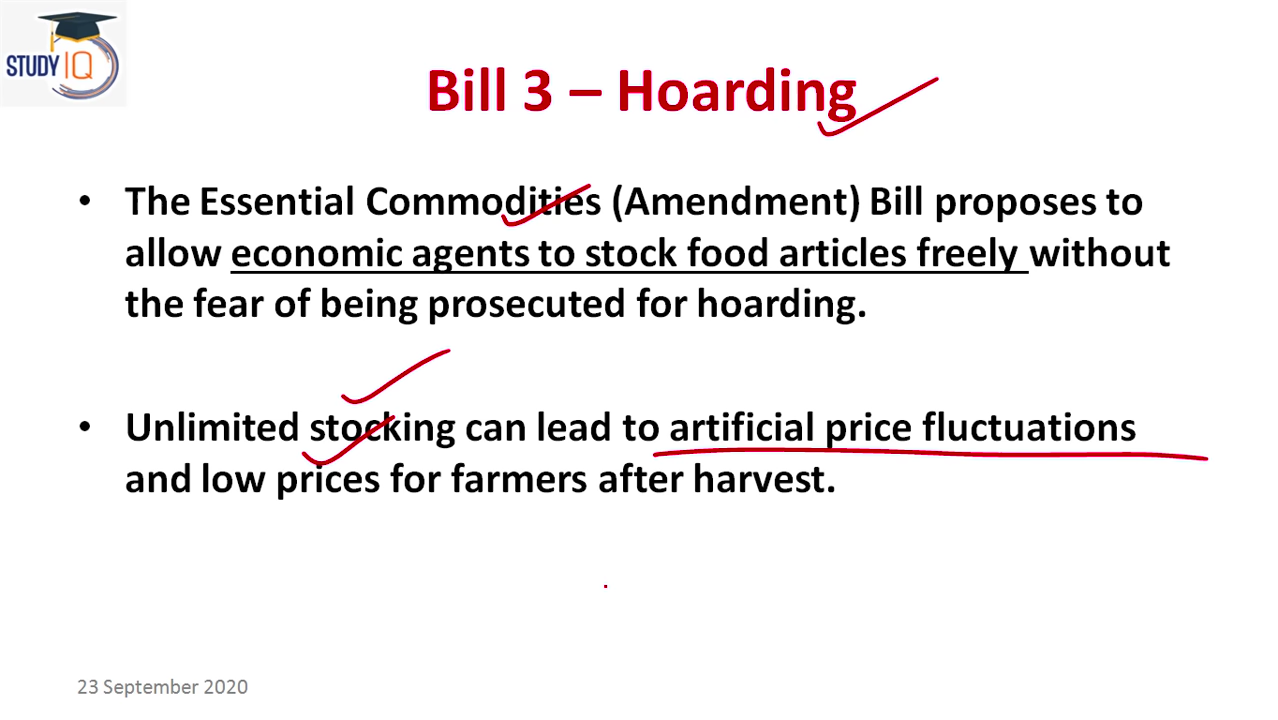 STUDY IQ
Bill 3 – Hoarding
• The Essential Commodities (Amendment) Bill proposes to
allow economic agents to stock food articles freely without
the fear of being prosecuted for hoarding.
• Unlimited stocking can lead to artificial price fluctuations
and low prices for farmers after harvest.
23 September 2020